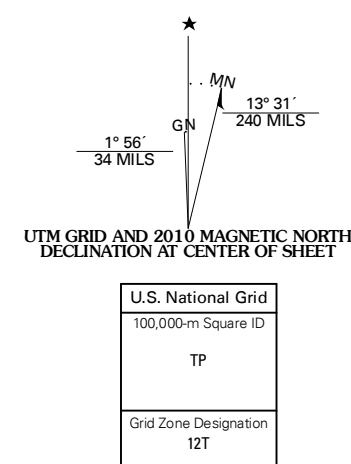 ★
MN
13° 31´
240 MILS
GN
1° 56´
34 MILS
UTM GRID AND 2010 MAGNETIC NORTH
DECLINATION AT CENTER OF SHEET
U.S. National Grid
100,000-m Square ID
TP
Grid Zone Designation
12T